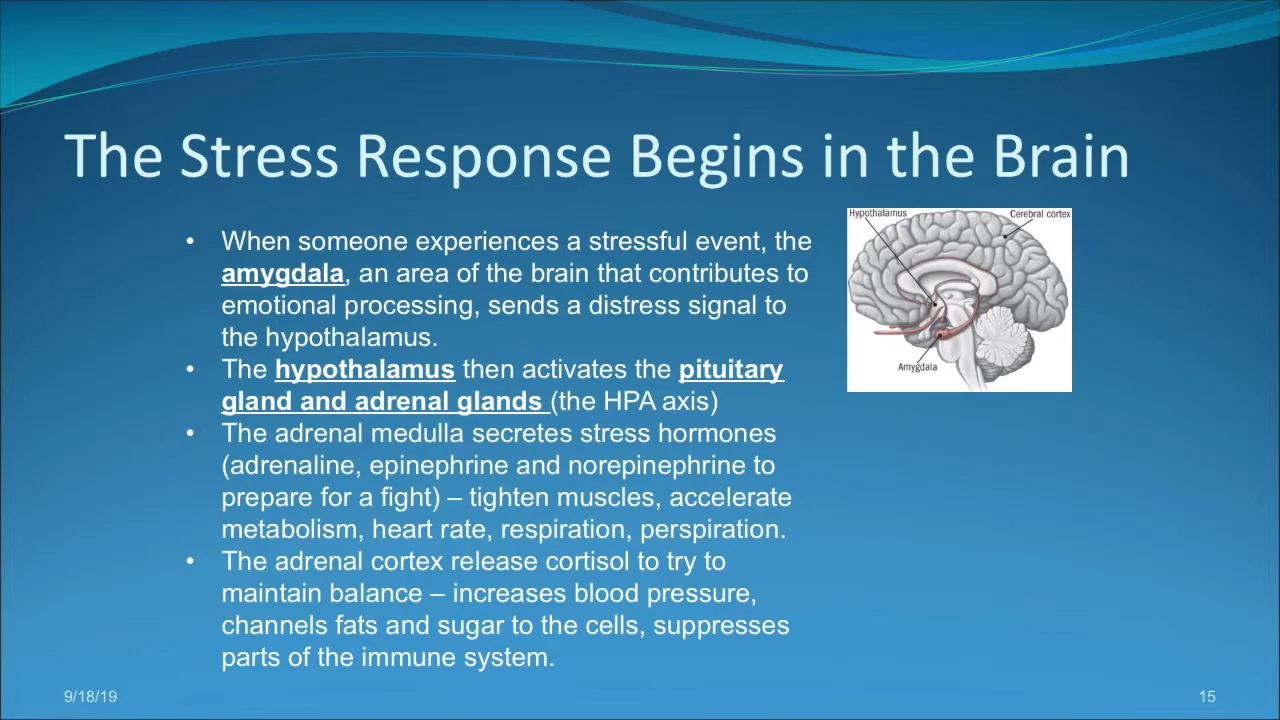 The Stress Response Begins in the Brain
• When someone experiences a stressful event, the
amygdala, an area of the brain that contributes to
emotional processing, sends a distress signal to
the hypothalamus.
• The hypothalamus then activates the pituitary
gland and adrenal glands (the HPA axis)
• The adrenal medulla secretes stress hormones
(adrenaline, epinephrine and norepinephrine to
prepare for a fight) – tighten muscles, accelerate
metabolism, heart rate, respiration, perspiration.
• The adrenal cortex release cortisol to try to
maintain balance – increases blood pressure,
channels fats and sugar to the cells, suppresses
parts of the immune system.
Hypothalamus
Cerebral cortex
Amygdala
9/18/19
15